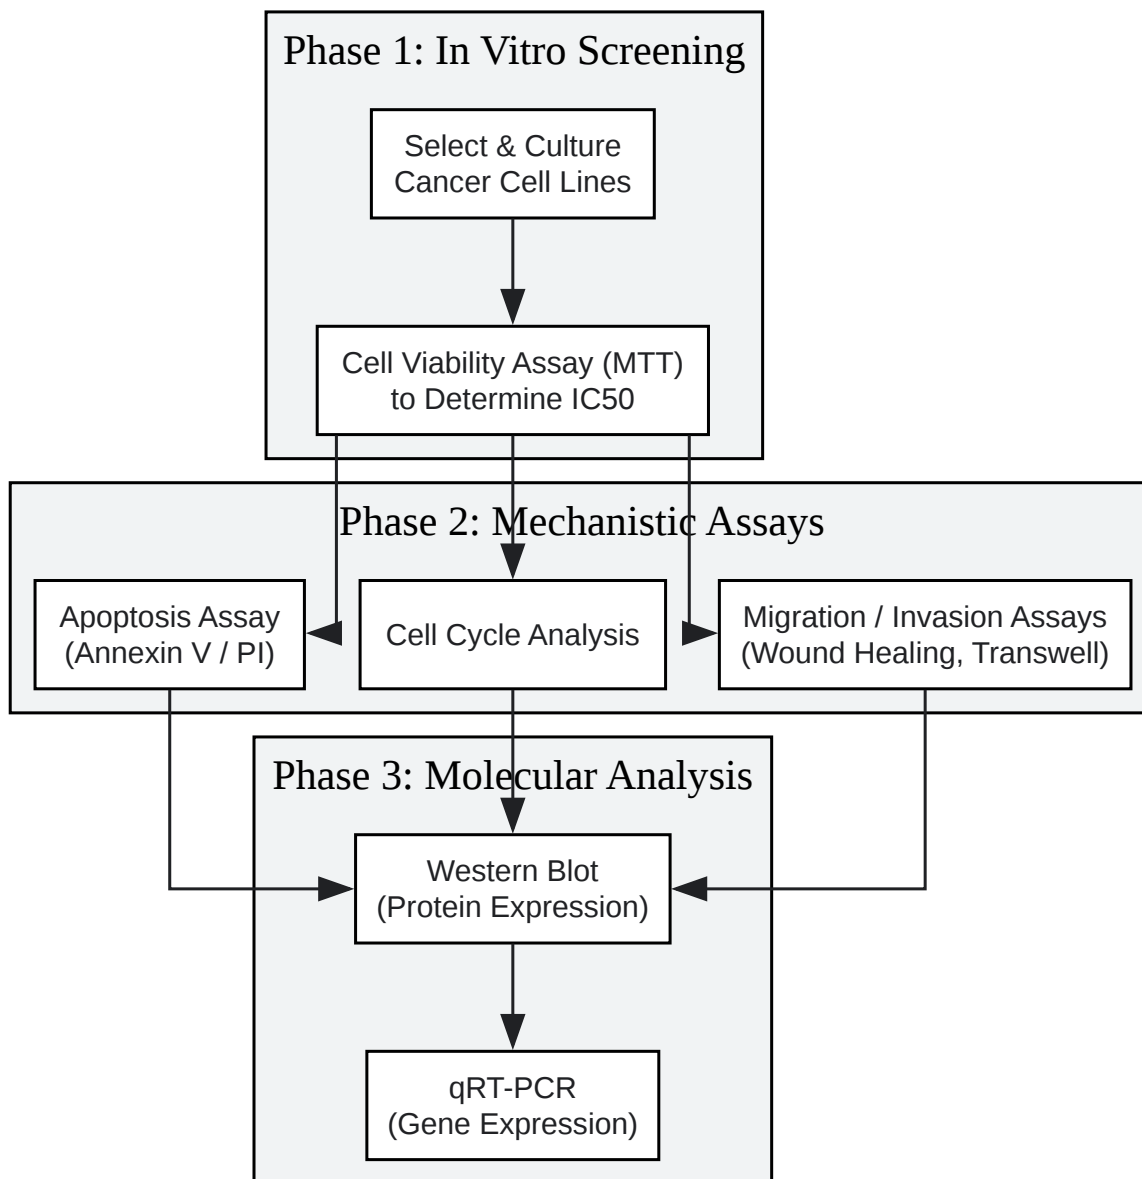 Phase 1: In Vitro Screening
Select & Culture
Cancer Cell Lines
Cell Viability Assay (MTT)
to Determine IC50
Phase 2: Mechanistic Assays
Apoptosis Assay
(Annexin V / PI)
Cell Cycle Analysis
Migration / Invasion Assays
(Wound Healing, Transwell)
Phase 3: Molecular Analysis
Western Blot
(Protein Expression)
qRT-PCR
(Gene Expression)